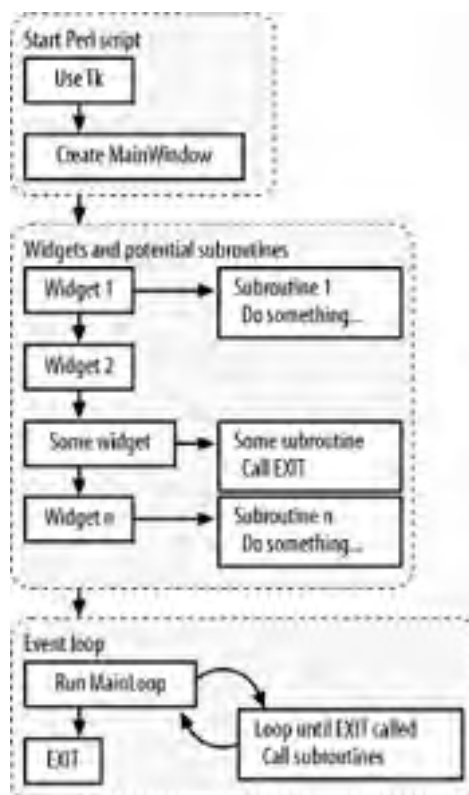 Start Perl script
Use Tk
Create MainWindow
Widgets and potential subroutines
Widget 1
Subroutine 1
Do something...
Widget 2
Some widget
Some subroutine
Call EXIT
Widget n
Subroutine n
Do something...
Event loop
Run MainLoop
Loop until EXIT called
Call subroutines
EXIT